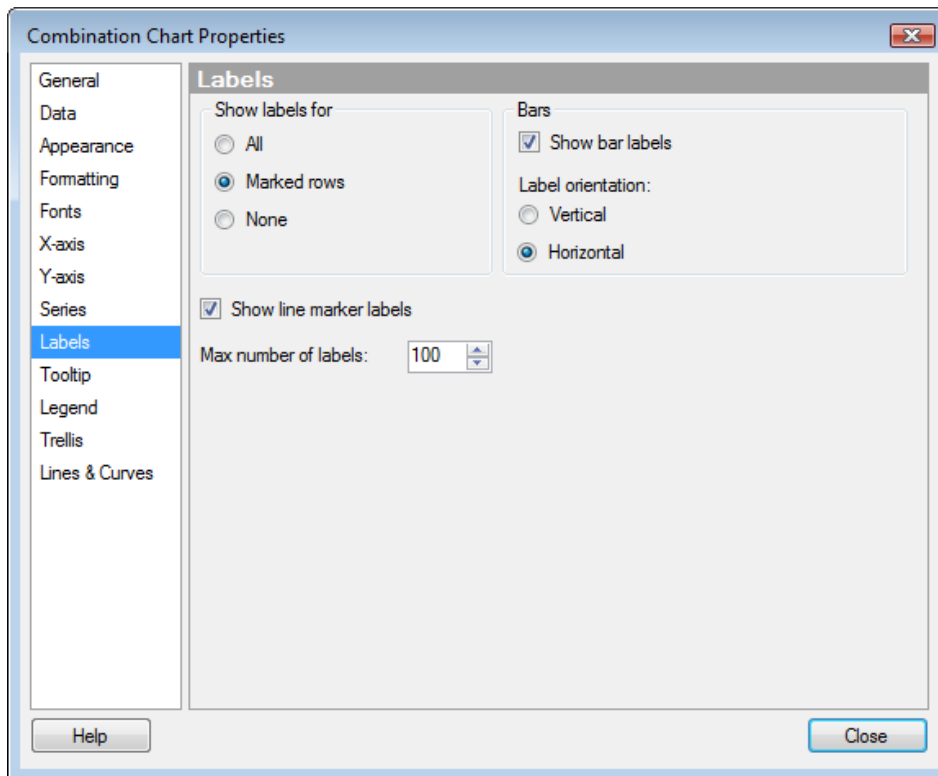 Combination Chart Properties
General
Data
Appearance
Formatting
Fonts
X-axis
Y-axis
Series
Labels
Tooltip
Legend
Trellis
Lines & Curves
Labels
Show labels for
All
Marked rows
None
Bars
Show bar labels
Label orientation:
Vertical
Horizontal
Show line marker labels
Max number of labels: 100
Help
Close